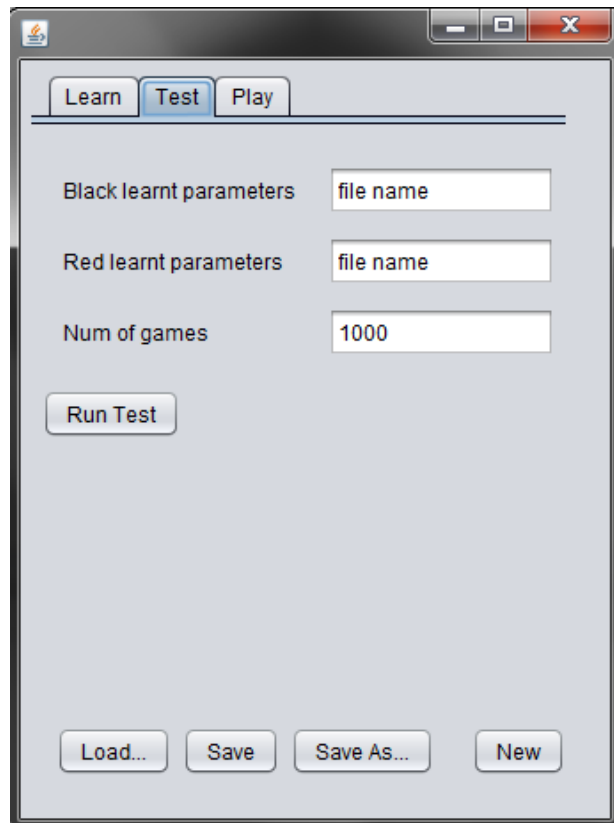 Learn Test Play
Black learnt parameters file name
Red learnt parameters file name
Num of games 1000
Run Test
Load... Save Save As... New